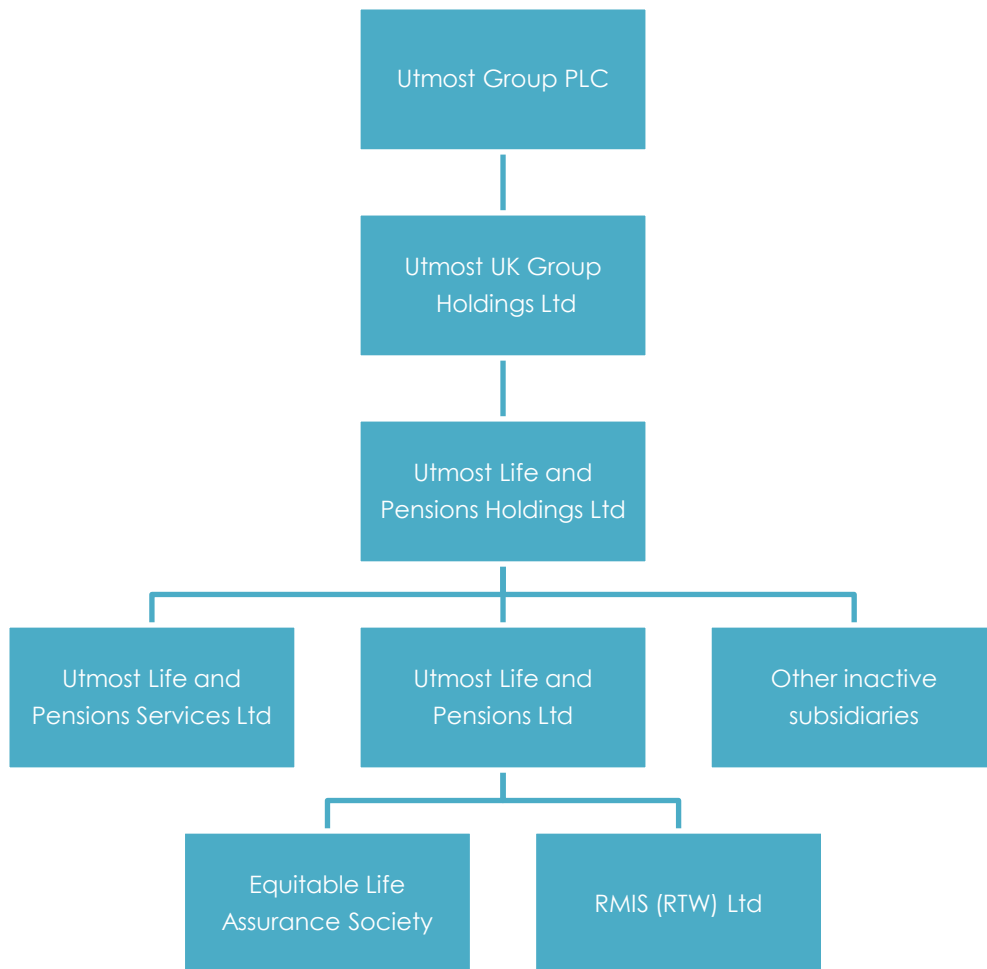 Utmost Group PLC
Utmost UK Group
Holdings Ltd
Utmost Life and
Pensions Holdings Ltd
Utmost Life and
Pensions Services Ltd
Utmost Life and
Pensions Ltd
Other inactive
subsidiaries
Equitable Life
Assurance Society
RMIS (RTW) Ltd